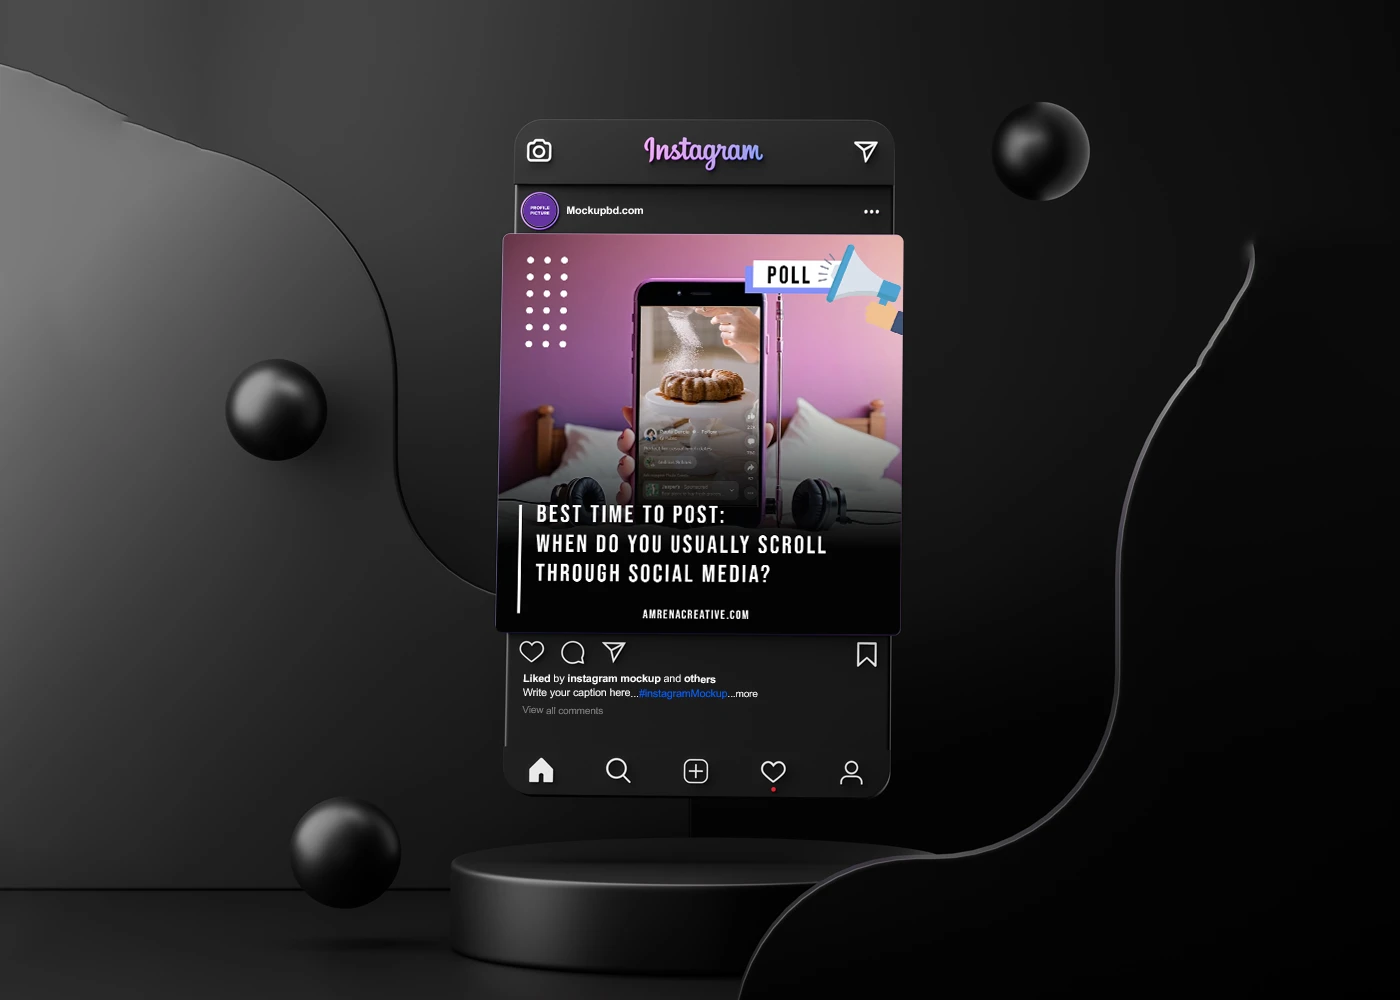 Instagram
PROFILE
PICTURE
Mockupbd.com
POLL
BEST TIME TO POST:
WHEN DO YOU USUALLY SCROLL
THROUGH SOCIAL MEDIA?
AMRENACREATIVE.COM
Liked by instagram mockup and others
Write your caption here...#instagramMockup...more
View all comments